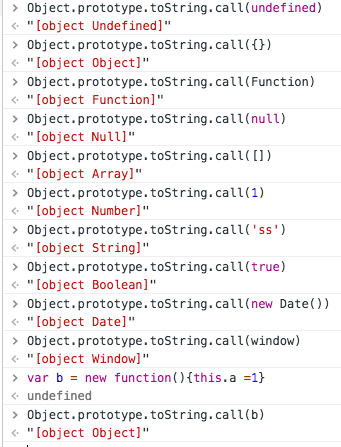 > Object.prototype.toString.call(undefined)
< "[object Undefined]"
> Object.prototype.toString.call({})
< "[object Object]"
> Object.prototype.toString.call(Function)
< "[object Function]"
> Object.prototype.toString.call(null)
< "[object Null]"
> Object.prototype.toString.call([])
< "[object Array]"
> Object.prototype.toString.call(1)
< "[object Number]"
> Object.prototype.toString.call('ss')
< "[object String]"
> Object.prototype.toString.call(true)
< "[object Boolean]"
> Object.prototype.toString.call(new Date())
< "[object Date]"
> Object.prototype.toString.call(window)
< "[object Window]"
> var b = new function(){this.a =1}
< undefined
> Object.prototype.toString.call(b)
< "[object Object]"